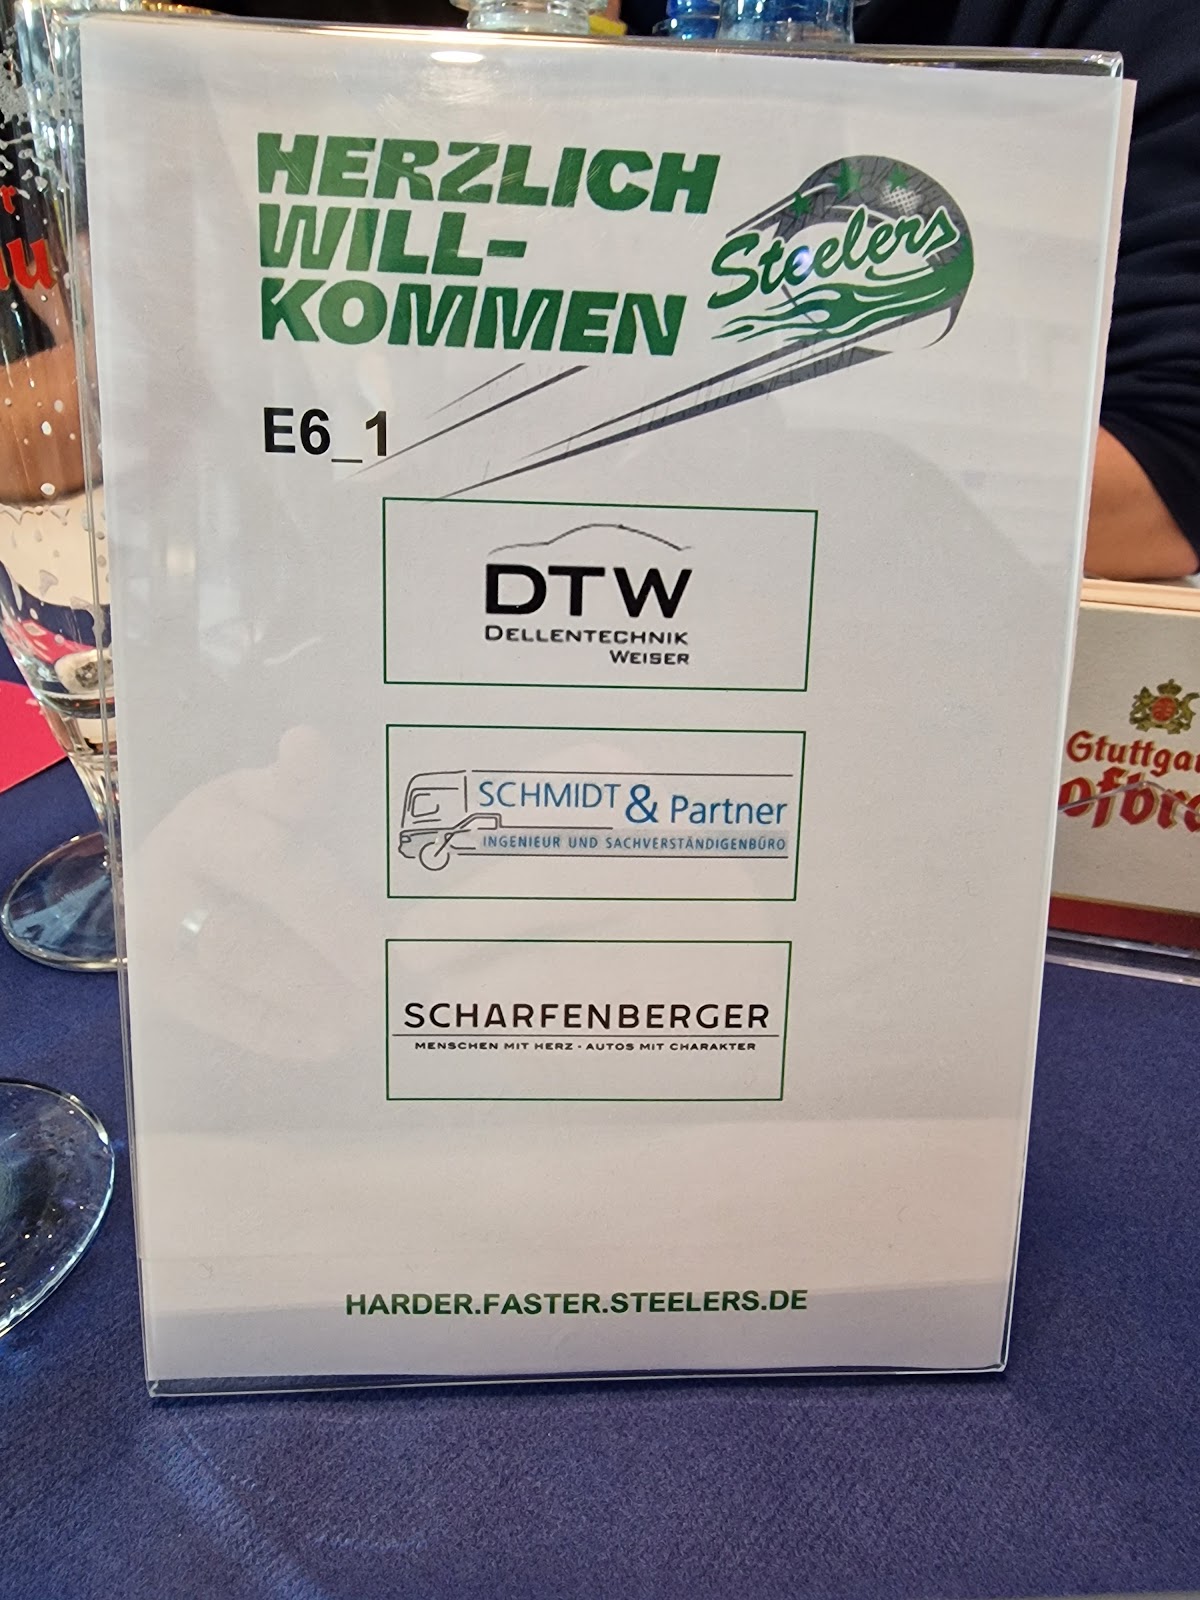 HERZLICH
WILL-
KOMMEN
Steelers
E6_1
DTW
DELLENTECHNIK
WEISER
SCHMIDT & Partner
INGENIEUR UND SACHVERSTÄNDIGENBÜRO
SCHARFENBERGER
MENSCHEN MIT HERZ - AUTOS MIT CHARAKTER
HARDER.FASTER.STEELERS.DE